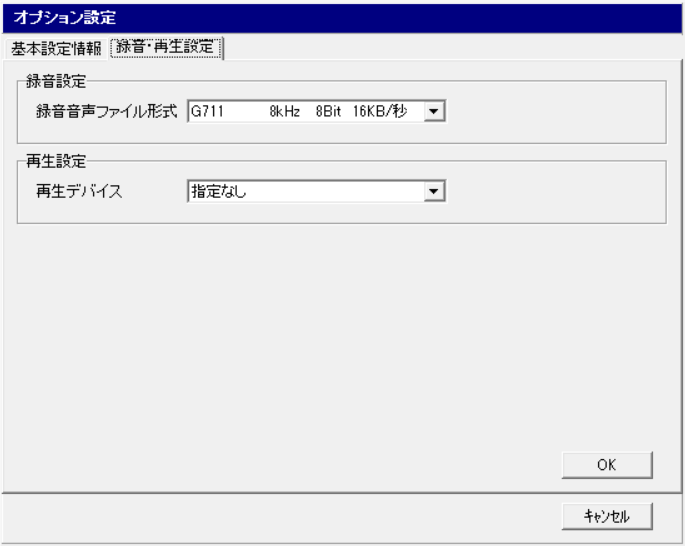 オプション設定
基本設定情報 録音・再生設定
録音設定
録音音声ファイル形式 G711 8kHz 8Bit 16KB/秒
再生設定
再生デバイス 指定なし
OK
キャンセル